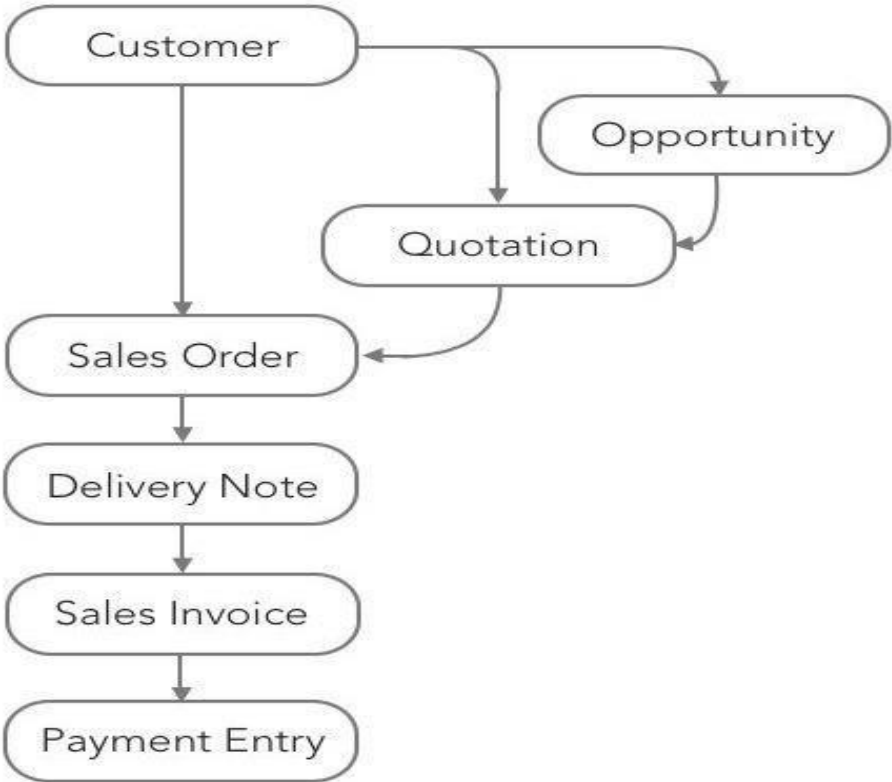 Customer
Opportunity
Quotation
Sales Order
Delivery Note
Sales Invoice
Payment Entry